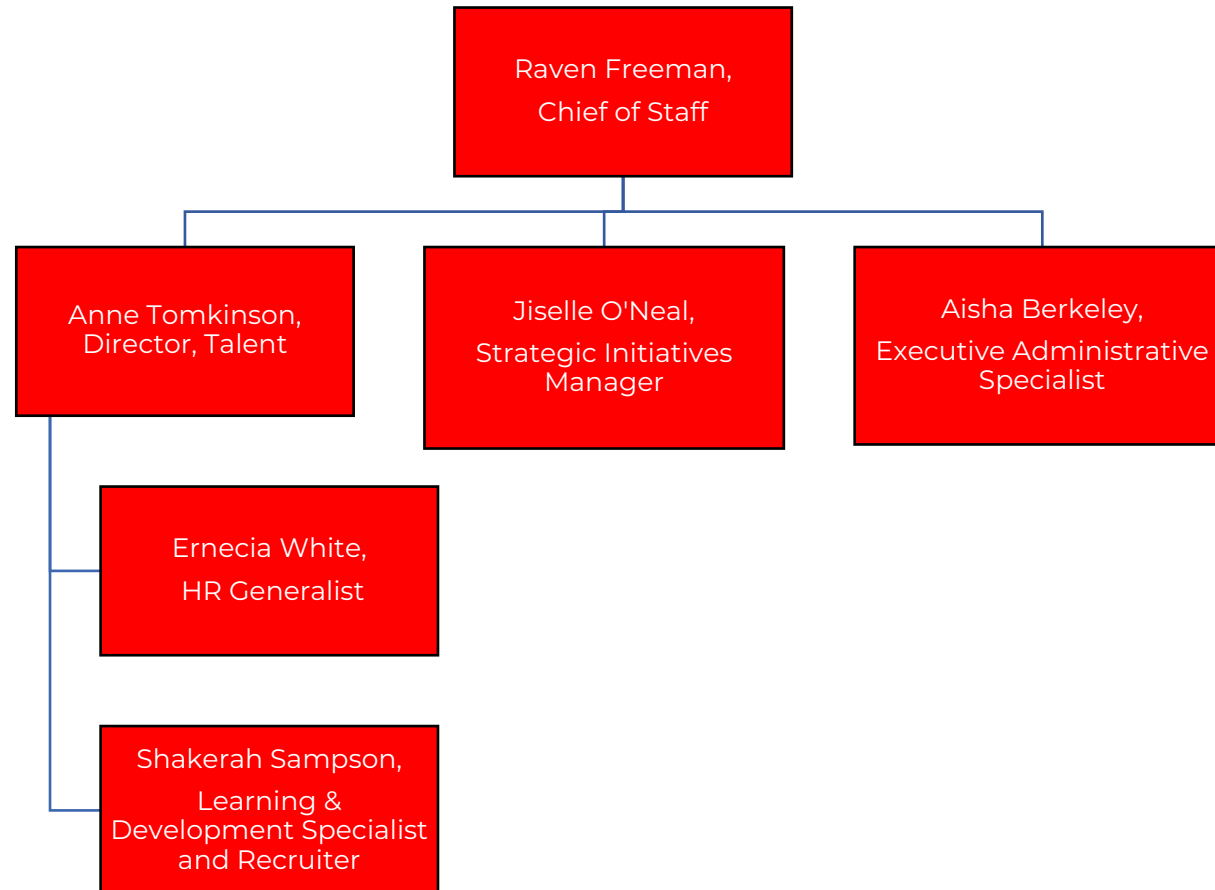 Raven Freeman,
Chief of Staff
Anne Tomkinson,
Director, Talent
Jiselle O'Neal,
Strategic Initiatives
Manager
Aisha Berkeley,
Executive Administrative
Specialist
Ernecia White,
HR Generalist
Shakerah Sampson,
Learning &
Development Specialist
and Recruiter